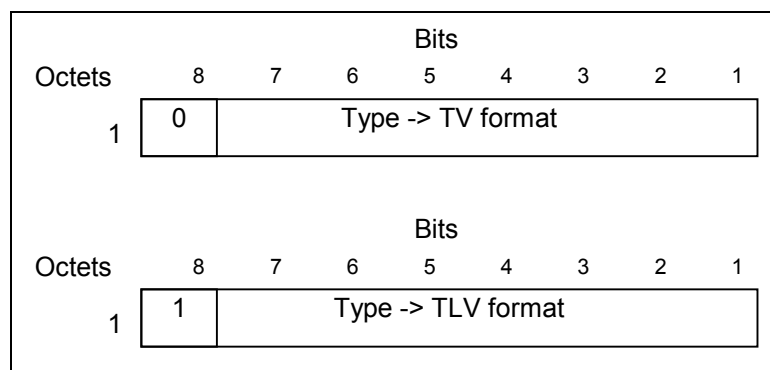 Bits
Octets 8 7 6 5 4 3 2 1
1 0 Type -> TV format
Bits
Octets 8 7 6 5 4 3 2 1
1 1 Type -> TLV format